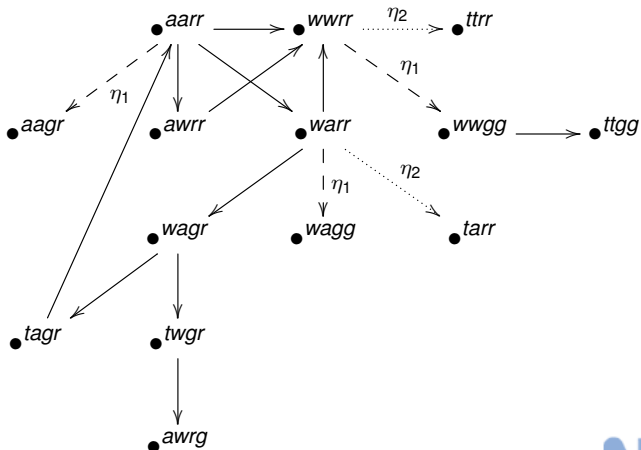 aarr wwrr η2 ttrr
η1 η1
aagr awrr warr wwgg ttgg
η1 η2
wagr wagg tarr
tagr twgr
awrg